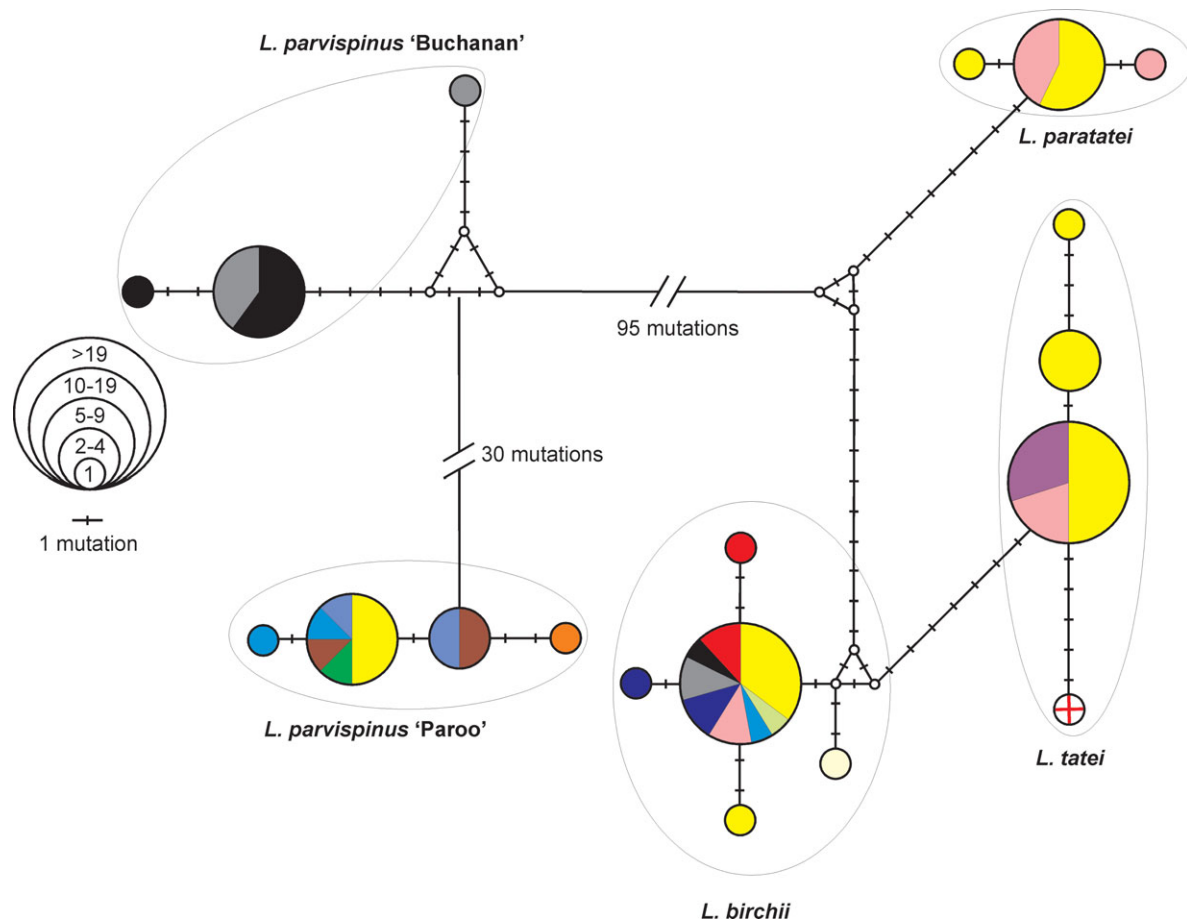 L. parvispinus ‘Buchanan’
L. paratatei
95 mutations
>19
10-19
5-9
2-4
1
1 mutation
30 mutations
L. parvispinus ‘Paroo’
L. tatei
L. birchii